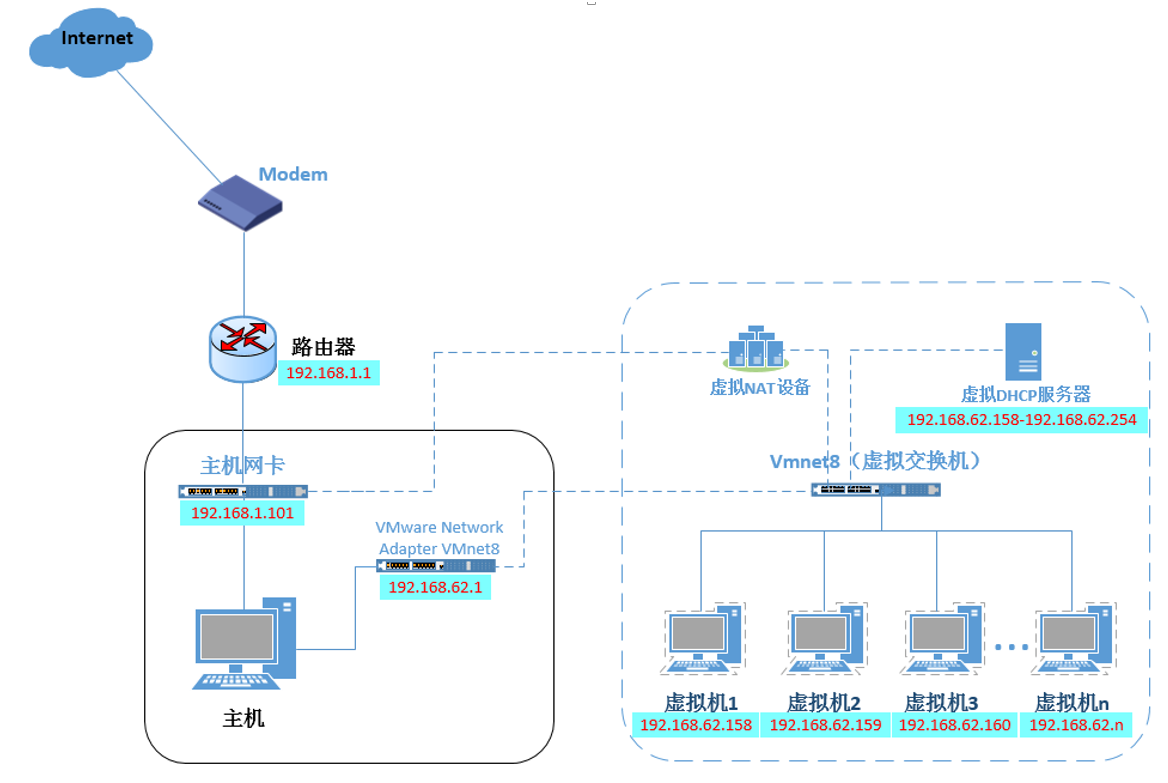 Internet
Modem
路由器
192.168.1.1
虚拟NAT设备
虚拟DHCP服务器
192.168.62.158-192.168.62.254
主机网卡
192.168.1.101
Vmnet8（虚拟交换机）
VMware Network
Adapter VMnet8
192.168.62.1
主机
虚拟机1
虚拟机2
虚拟机3
虚拟机n
192.168.62.158
192.168.62.159
192.168.62.160
192.168.62.n